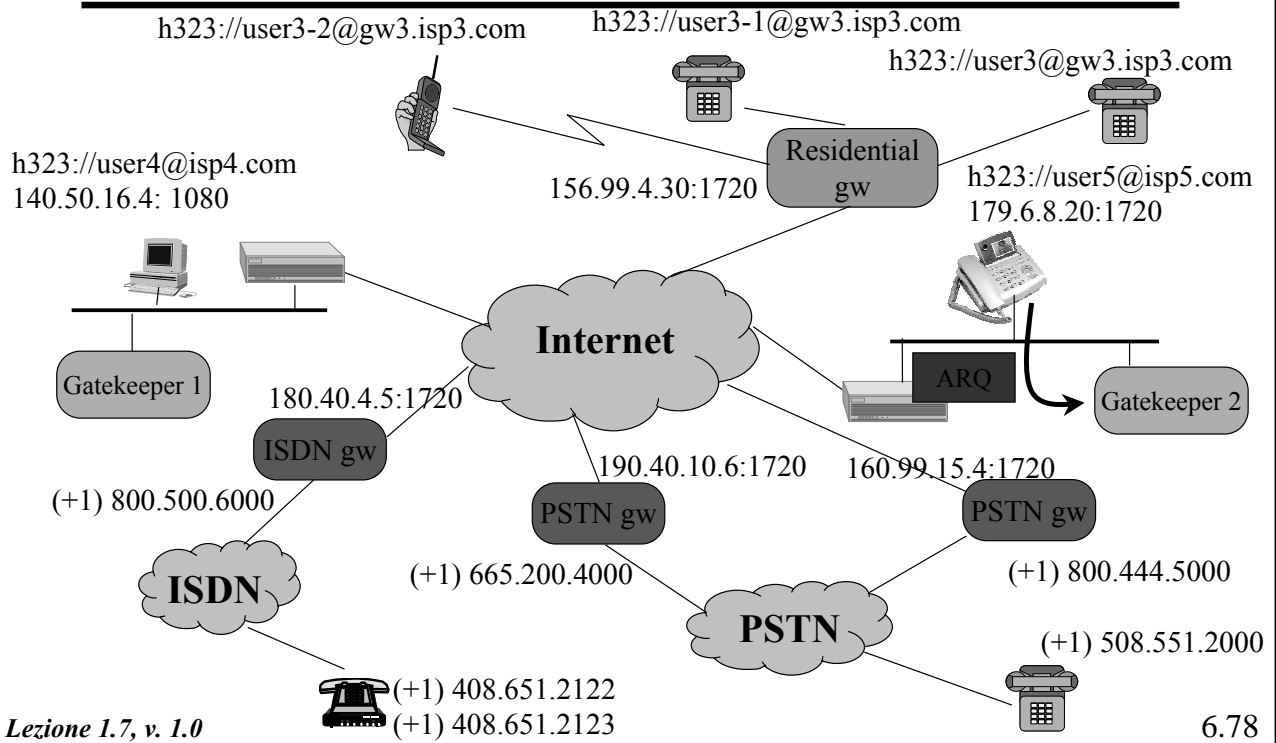 h323://user3-2@gw3.isp3.com
h323://user3-1@gw3.isp3.com
h323://user3@gw3.isp3.com
h323://user4@isp4.com
140.50.16.4: 1080
156.99.4.30:1720
Residential
gw
h323://user5@isp5.com
179.6.8.20:1720
Internet
Gatekeeper 1
ARQ
Gatekeeper 2
180.40.4.5:1720
ISDN gw
190.40.10.6:1720
160.99.15.4:1720
(+1) 800.500.6000
PSTN gw
PSTN gw
(+1) 665.200.4000
(+1) 800.444.5000
ISDN
PSTN
(+1) 508.551.2000
(+1) 408.651.2122
(+1) 408.651.2123
Lezione 1.7, v. 1.0
6.78